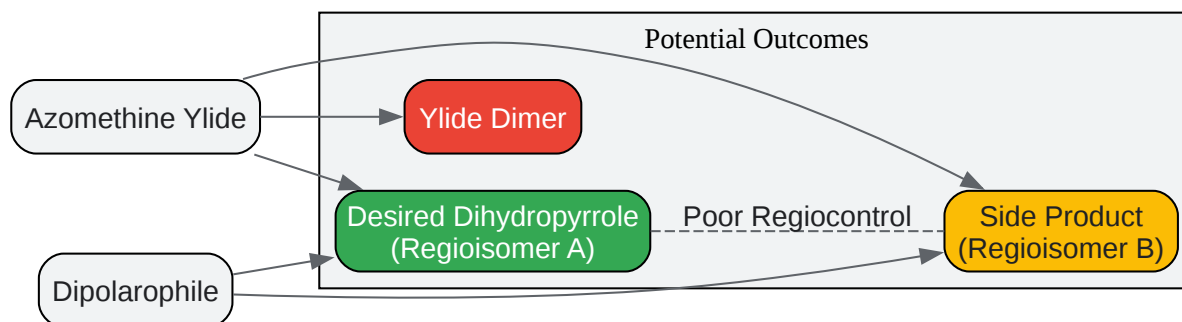 Potential Outcomes
Azomethine Ylide
Ylide Dimer
Desired Dihydropyrrole
(Regioisomer A)
Poor Regiocontrol
Side Product
(Regioisomer B)
Dipolarophile